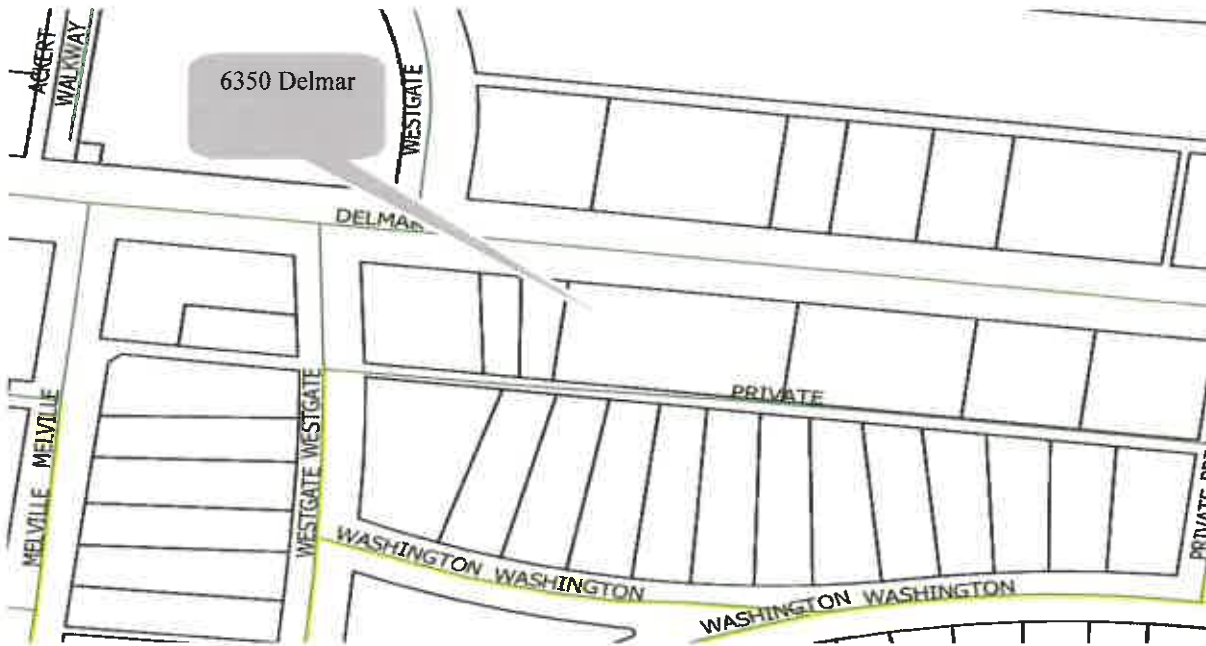 ACKERT
WALKWAY
6350 Delmar
WESTGATE
DELMAR
PRIVATE
MELVILLE MELVILLE
WESTGATE WESTGATE
PRIVATE
WASHINGTON WASHINGTON
WASHINGTON WASHINGTON